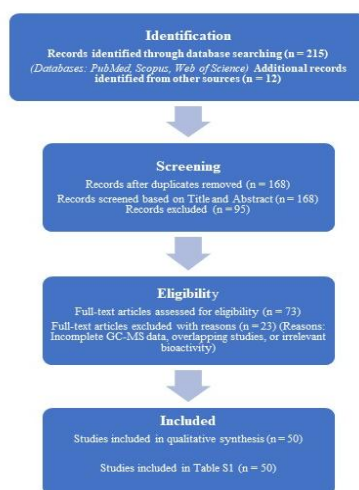 Identification
Records identified through database searching (n = 215)
(Databases: PubMed, Scopus, Web of Science) Additional records
identified from other sources (n = 12)
Screening
Records after duplicates removed (n = 168)
Records screened based on Title and Abstract (n = 168)
Records excluded (n = 95)
Eligibility
Full-text articles assessed for eligibility (n = 73)
Full-text articles excluded with reasons (n = 23) (Reasons:
Incomplete GC-MS data, overlapping studies, or irrelevant
bioactivity)
Included
Studies included in qualitative synthesis (n = 50)
Studies included in Table S1 (n = 50)